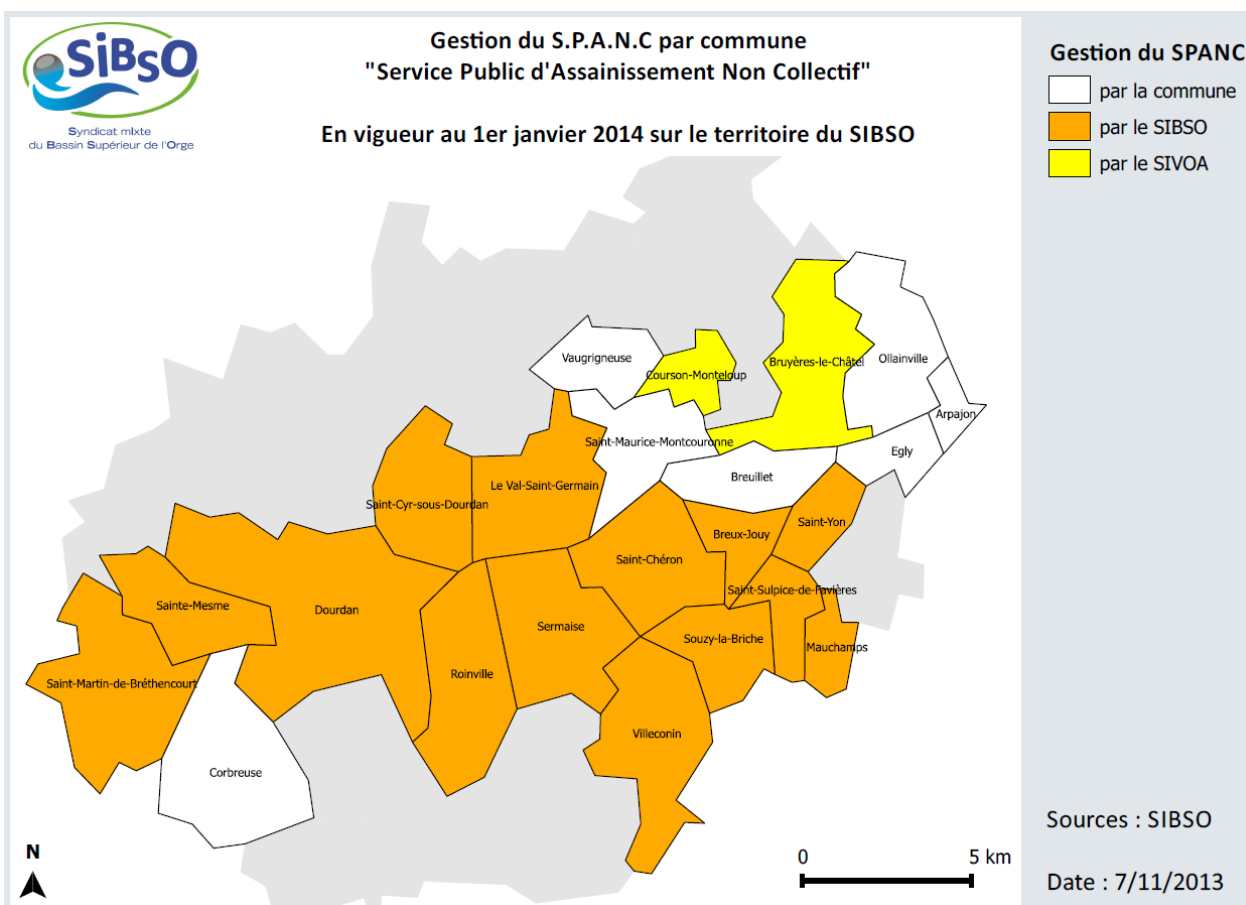 SiBsO
Syndicat mIxte
du Bassin Supérieur de l'Orge
Gestion du S.P.A.N.C par commune
"Service Public d'Assainissement Non Collectif"
En vigueur au 1er janvier 2014 sur le territoire du SIBSO
Gestion du SPANC
par la commune
par le SIBSO
par le SIVOA
Vaugrigneuse
Courson-Monteloup
Bruyères-le-Châtel
Ollainville
Arpajon
Saint-Maurice-Montcouronne
Egly
Breuillet
Le Val-Saint-Germain
Saint-Cyr-sous-Dourdan
Saint-Yon
Breux-Jouy
Saint-Chéron
Saint-Sulpice-de-Favières
Sainte-Mesme
Dourdan
Sermaise
Souzy-la-Briche
Mauchamps
Roinville
Saint-Martin-de-Bréthencourt
Villeconin
Corbreuse
N
0 5 km
Sources : SIBSO
Date : 7/11/2013